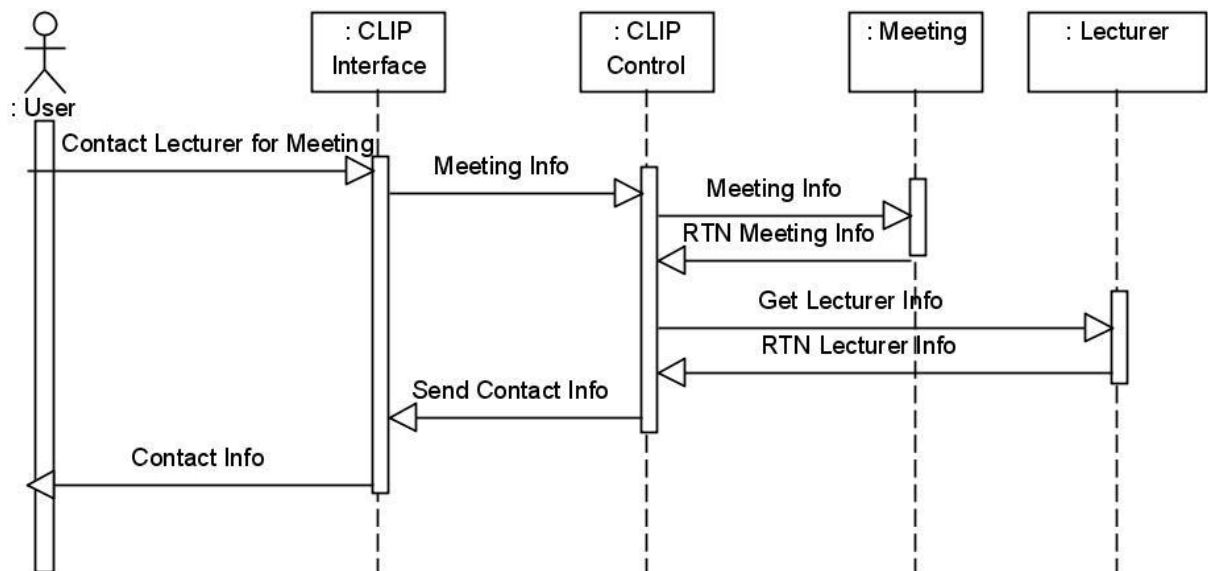 : CLIP
Interface
: CLIP
Control
: Meeting
: Lecturer
: User
Contact Lecturer for Meeting
Meeting Info
Meeting Info
RTN Meeting Info
Get Lecturer Info
RTN Lecturer Info
Send Contact Info
Contact Info